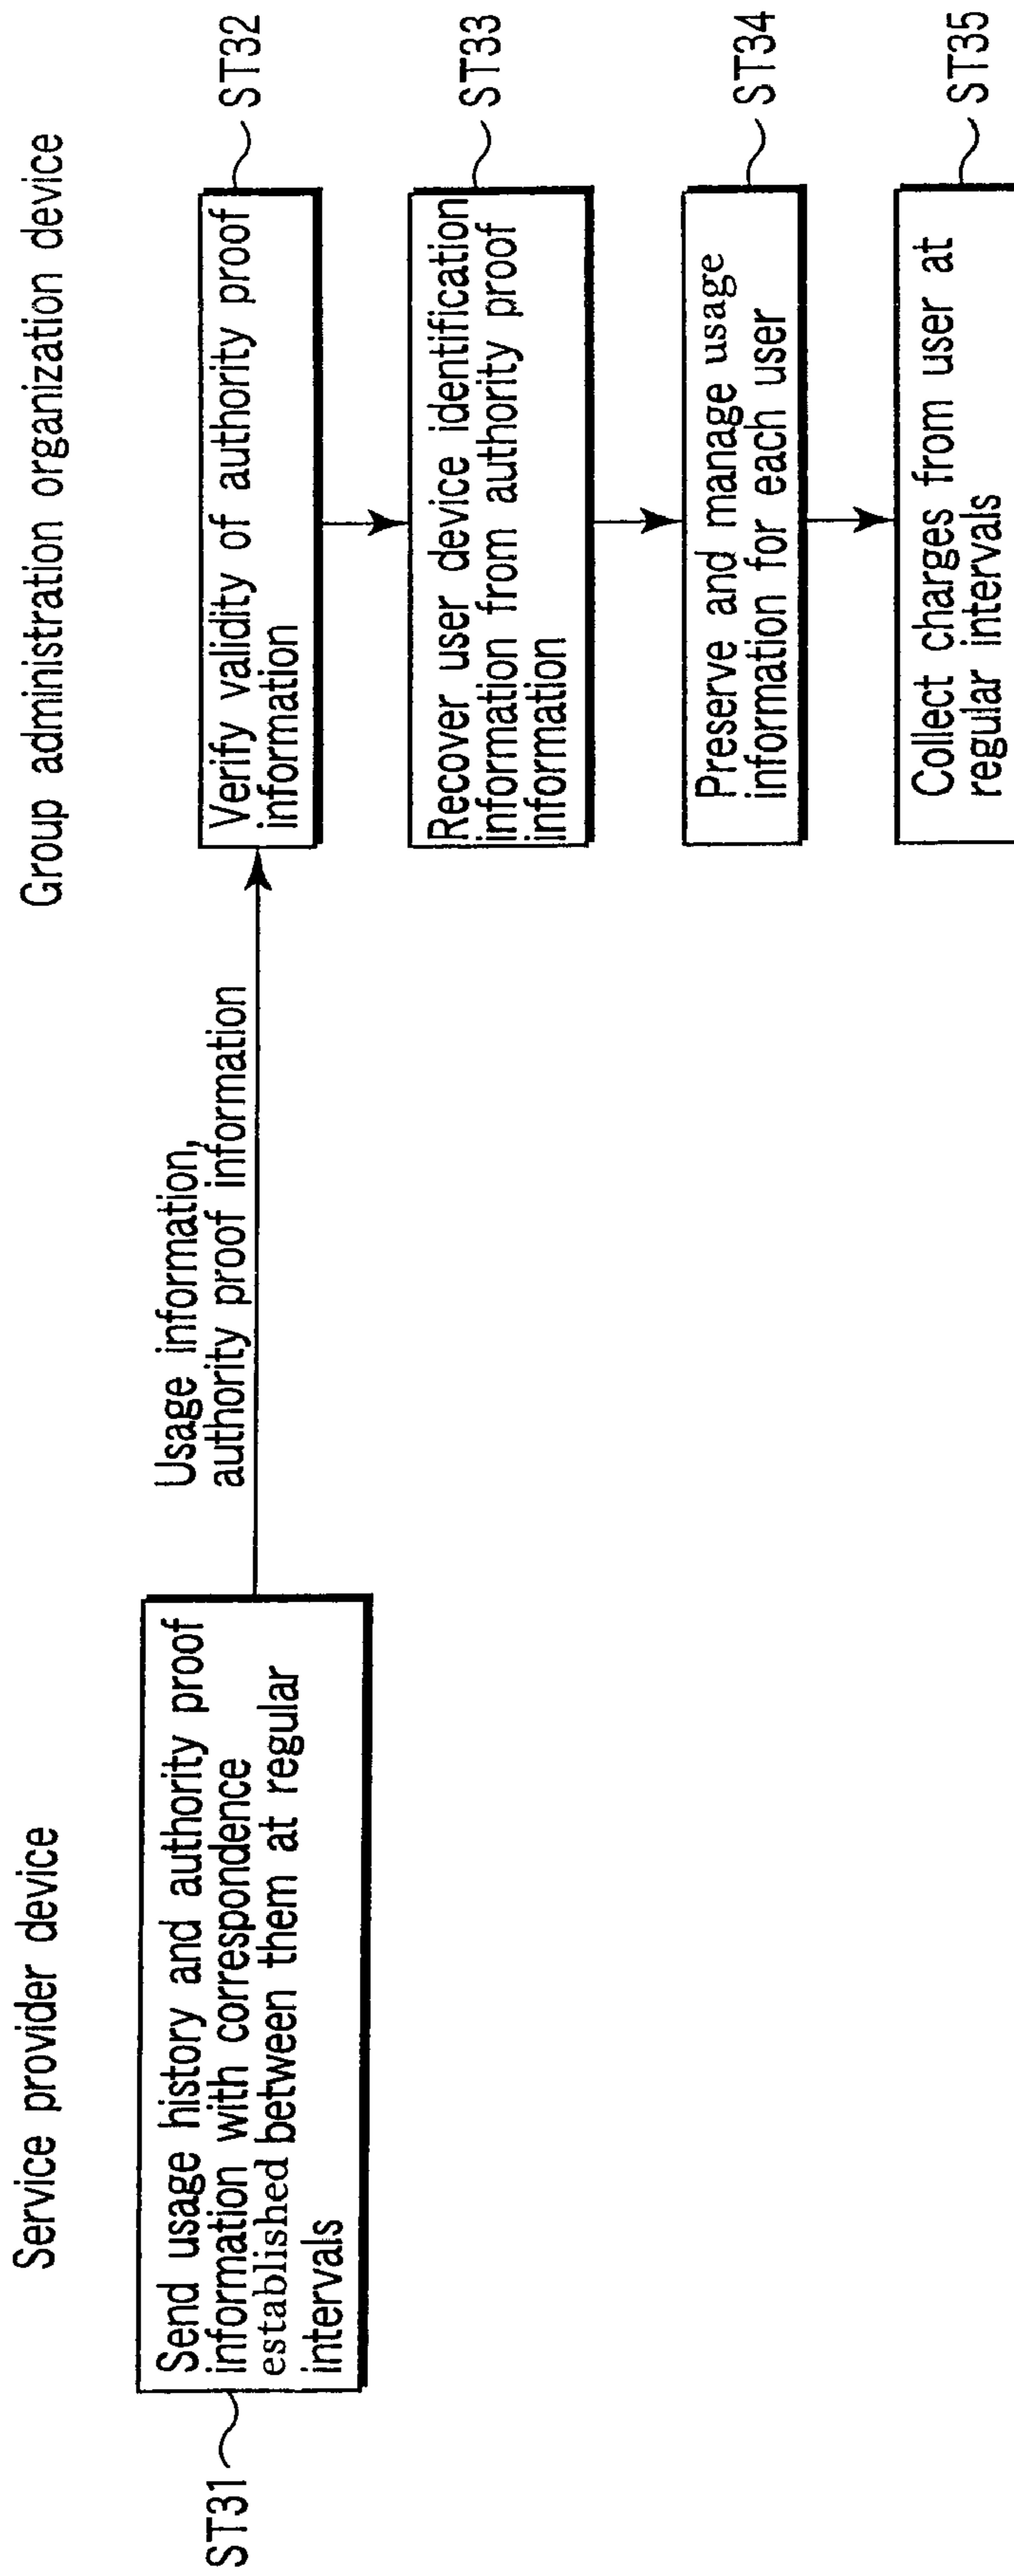 Service provider device
Group administration organization device
ST31
Send usage history and authority proof
information with correspondence
established between them at regular
intervals
Usage information,
authority proof information
Verify validity of authority proof
information
ST32
Recover user device identification
information from authority proof
information
ST33
Preserve and manage usage
information for each user
ST34
Collect charges from user at
regular intervals
ST35